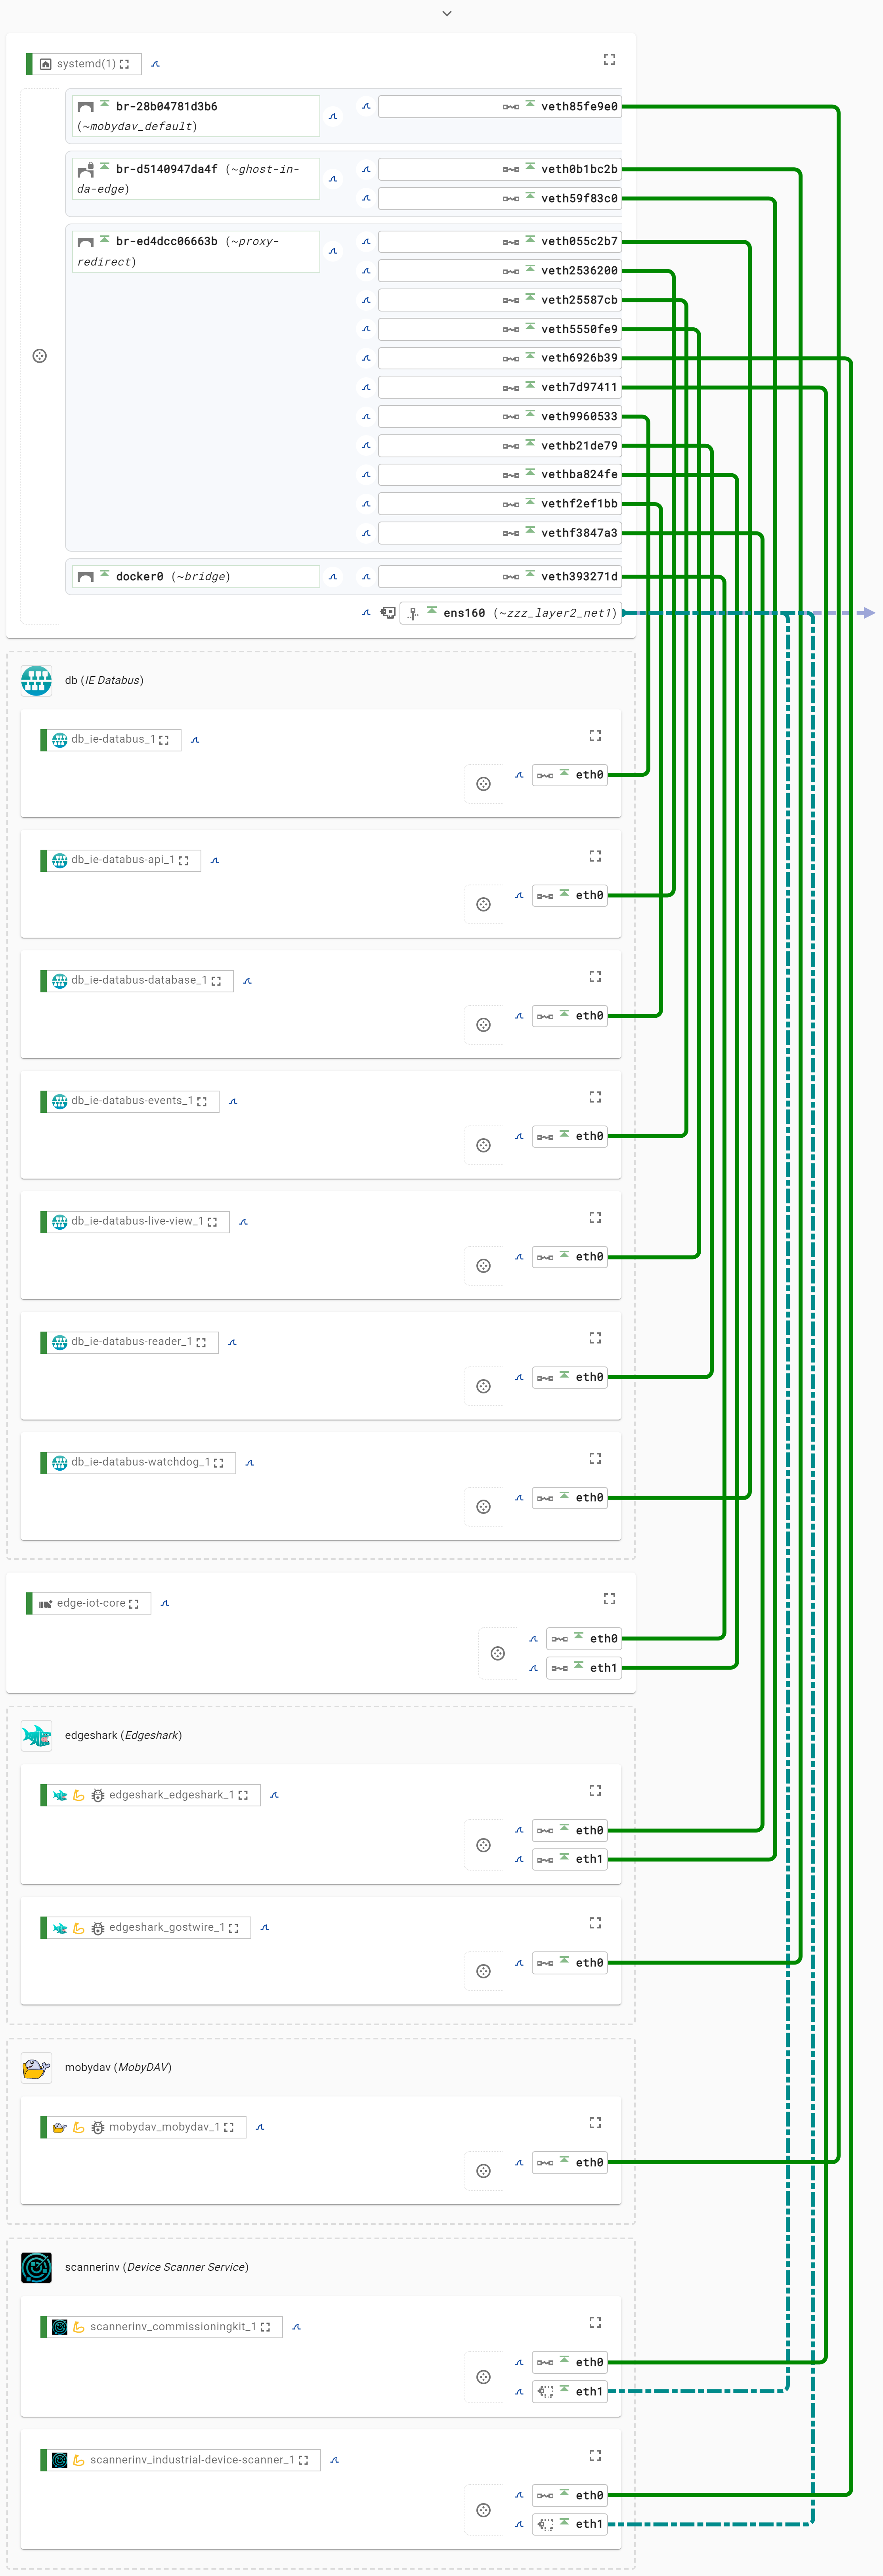 systemd(1)
br-28b04781d3b6
(~mobydav_default)
veth85fe9e0
br-d5140947da4f (~ghost-in-
da-edge)
veth0b1bc2b
veth59f83c0
br-ed4dcc06663b (~proxy-
redirect)
veth055c2b7
veth2536200
veth25587cb
veth5550fe9
veth6926b39
veth7d97411
veth9960533
vethb21de79
vethba824fe
vethf2ef1bb
vethf3847a3
docker0 (~bridge)
veth393271d
ens160 (~zzz_layer2_net1)
db (IE Databus)
db_ie-databus_1
eth0
db_ie-databus-api_1
eth0
db_ie-databus-database_1
eth0
db_ie-databus-events_1
eth0
db_ie-databus-live-view_1
eth0
db_ie-databus-reader_1
eth0
db_ie-databus-watchdog_1
eth0
edge-iot-core
eth0
eth1
edgeshark (Edgeshark)
edgeshark_edgeshark_1
eth0
eth1
edgeshark_gostwire_1
eth0
mobydav (MobyDAV)
mobydav_mobydav_1
eth0
scannerinv (Device Scanner Service)
scannerinv_commissioningkit_1
eth0
eth1
scannerinv_industrial-device-scanner_1
eth0
eth1